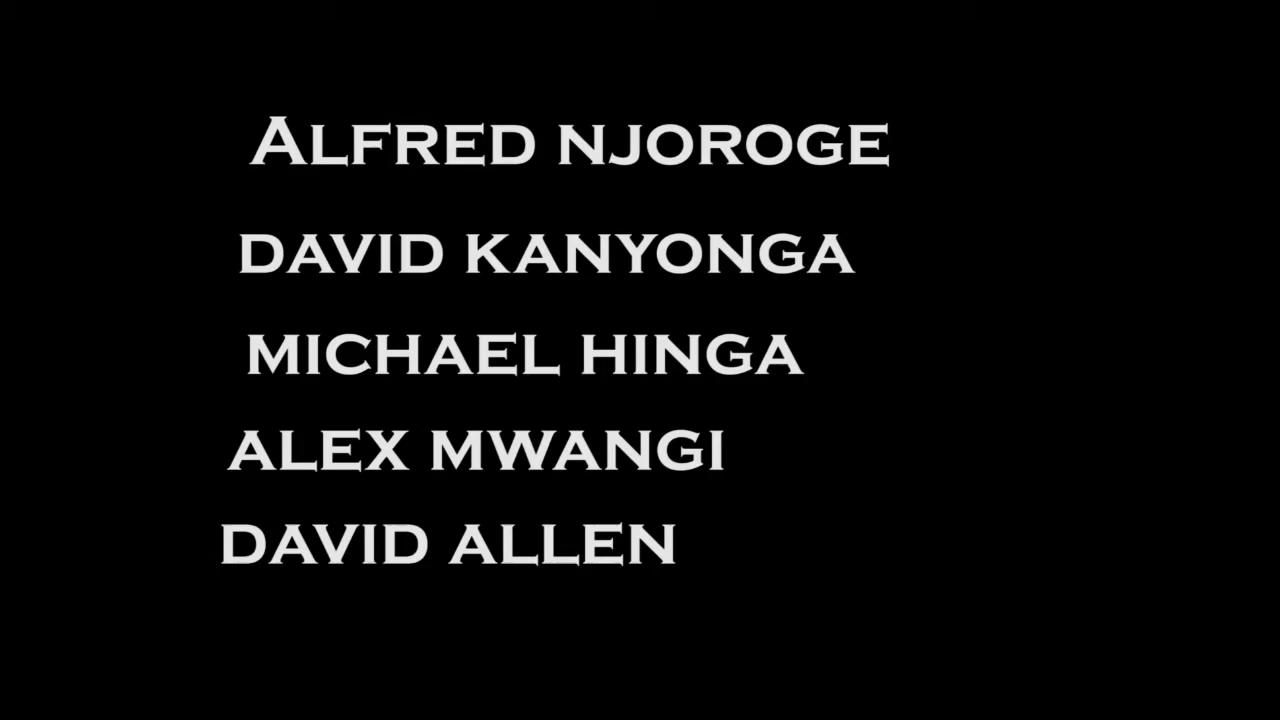 ALFRED NJOROGE
DAVID KANYONGA
MICHAEL HINGA
ALEX MWANGI
DAVID ALLEN